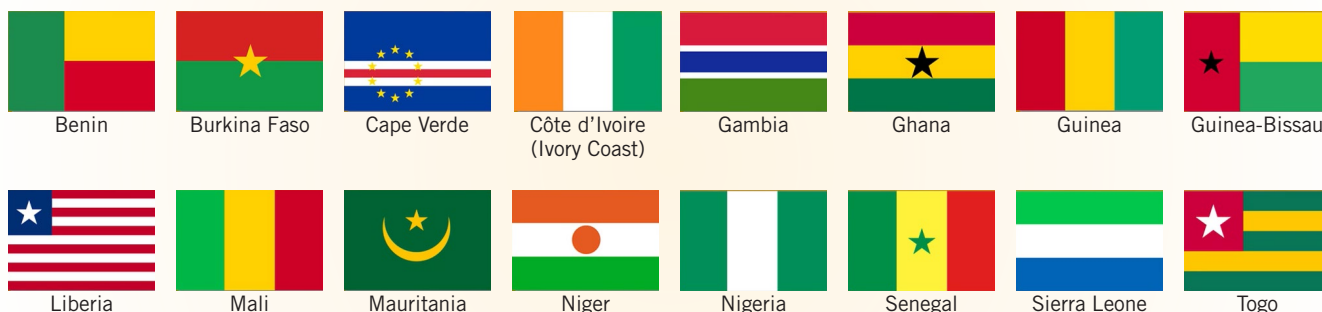 Benin
Burkina Faso
Cape Verde
Côte d’Ivoire
(Ivory Coast)
Gambia
Ghana
Guinea
Guinea-Bissau
Liberia
Mali
Mauritania
Niger
Nigeria
Senegal
Sierra Leone
Togo